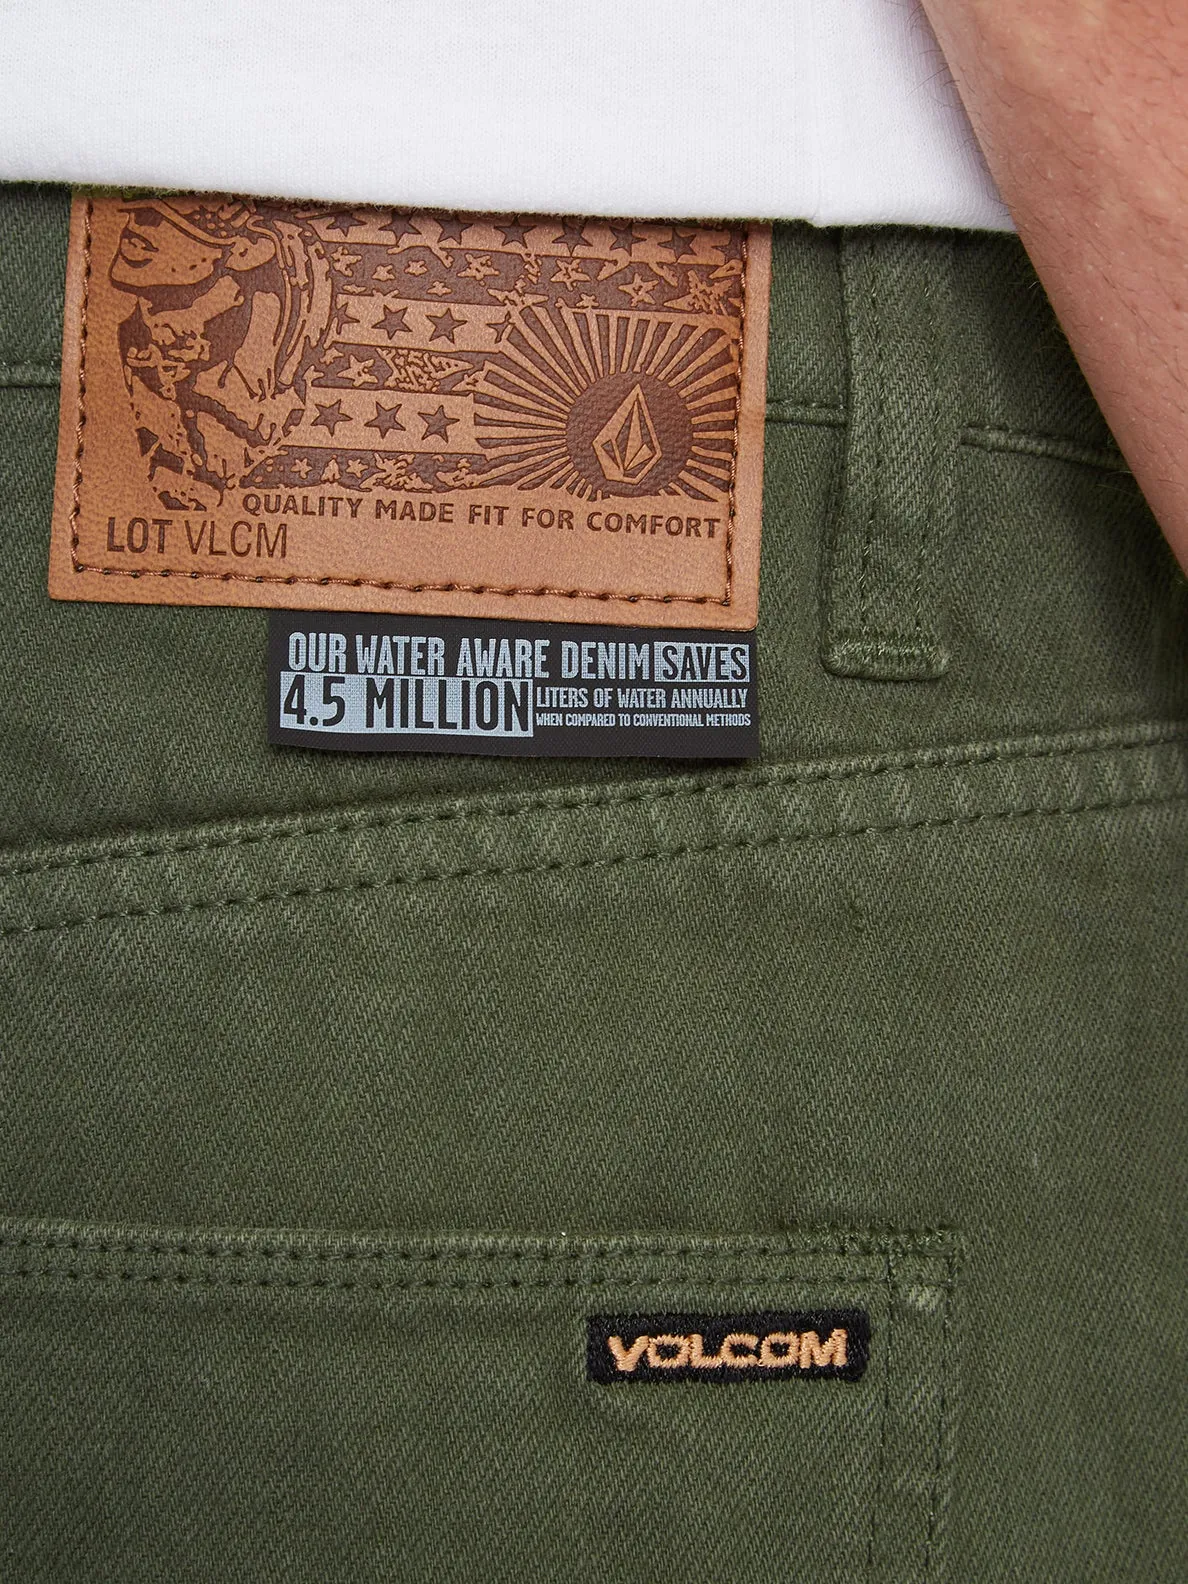 QUALITY MADE FIT FOR COMFORT
LOT VLCM
OUR WATER AWARE DENIM SAVES
4.5 MILLION LITERS OF WATER ANNUALLY
WHEN COMPARED TO CONVENTIONAL METHODS
VOLCOM